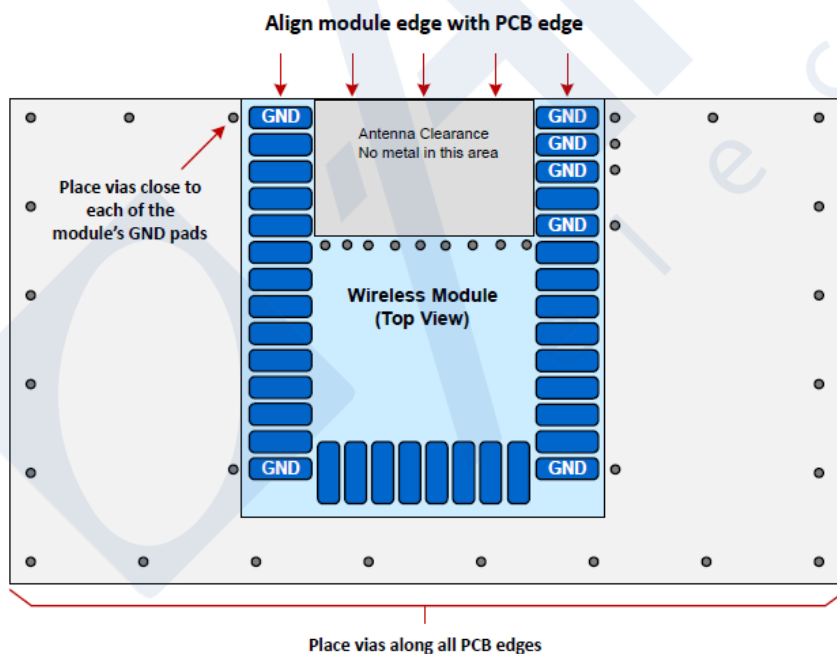 Align module edge with PCB edge
GND
GND
Antenna Clearance
No metal in this area
GND
GND
Place vias close to
each of the
module’s GND pads
GND
Wireless Module
(Top View)
GND
GND
Place vias along all PCB edges